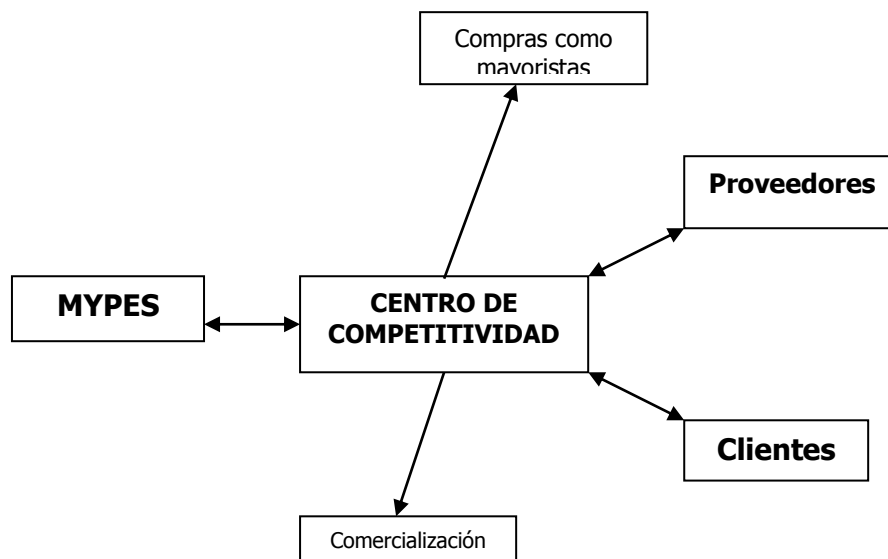 Compras como
mayoristas
Proveedores
MYPES
CENTRO DE
COMPETITIVIDAD
Clientes
Comercialización